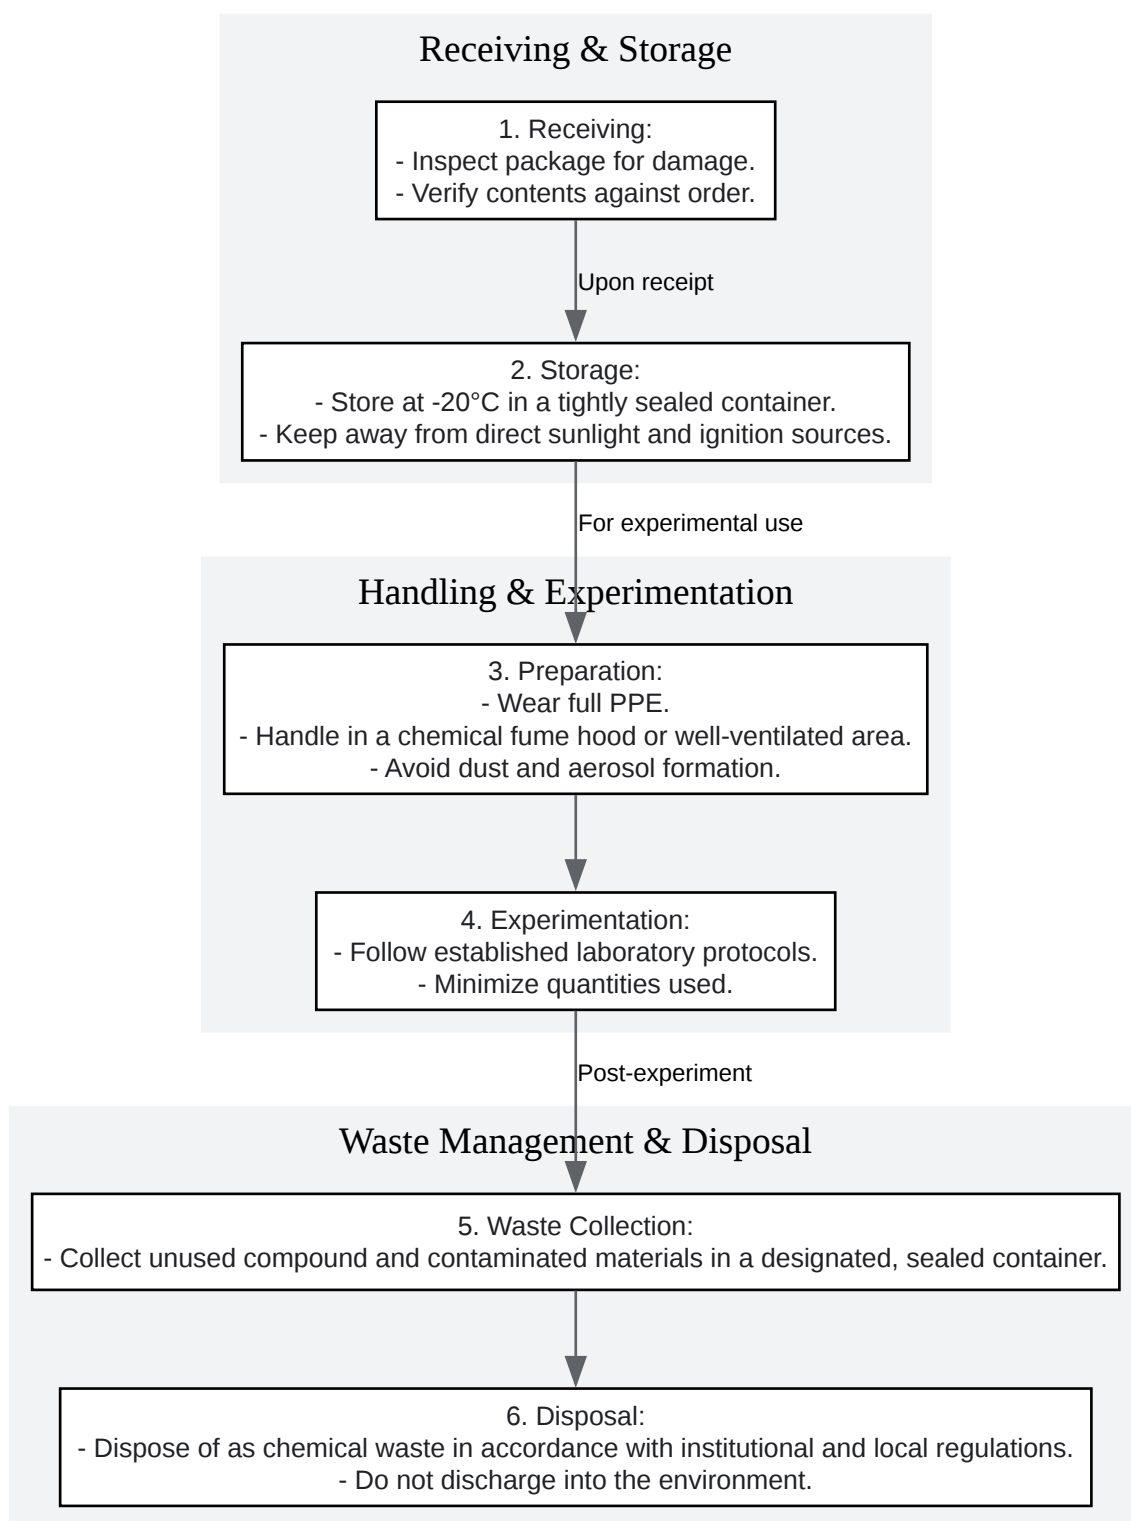 Receiving & Storage
1. Receiving:
- Inspect package for damage.
- Verify contents against order.
Upon receipt
2. Storage:
- Store at -20°C in a tightly sealed container.
- Keep away from direct sunlight and ignition sources.
For experimental use
Handling & Experimentation
3. Preparation:
- Wear full PPE.
- Handle in a chemical fume hood or well-ventilated area.
- Avoid dust and aerosol formation.
4. Experimentation:
- Follow established laboratory protocols.
- Minimize quantities used.
Post-experiment
Waste Management & Disposal
5. Waste Collection:
- Collect unused compound and contaminated materials in a designated, sealed container.
6. Disposal:
- Dispose of as chemical waste in accordance with institutional and local regulations.
- Do not discharge into the environment.